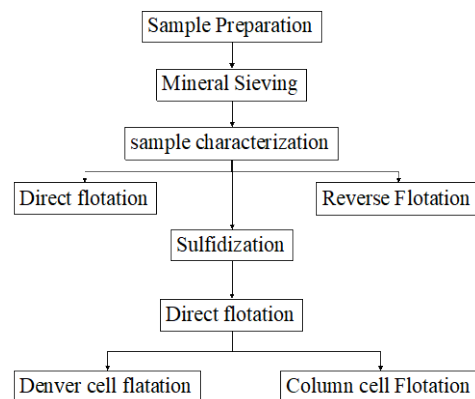 Sample Preparation
Mineral Sieving
sample characterization
Direct flotation
Reverse Flotation
Sulfidization
Direct flotation
Denver cell flatation
Column cell Flotation